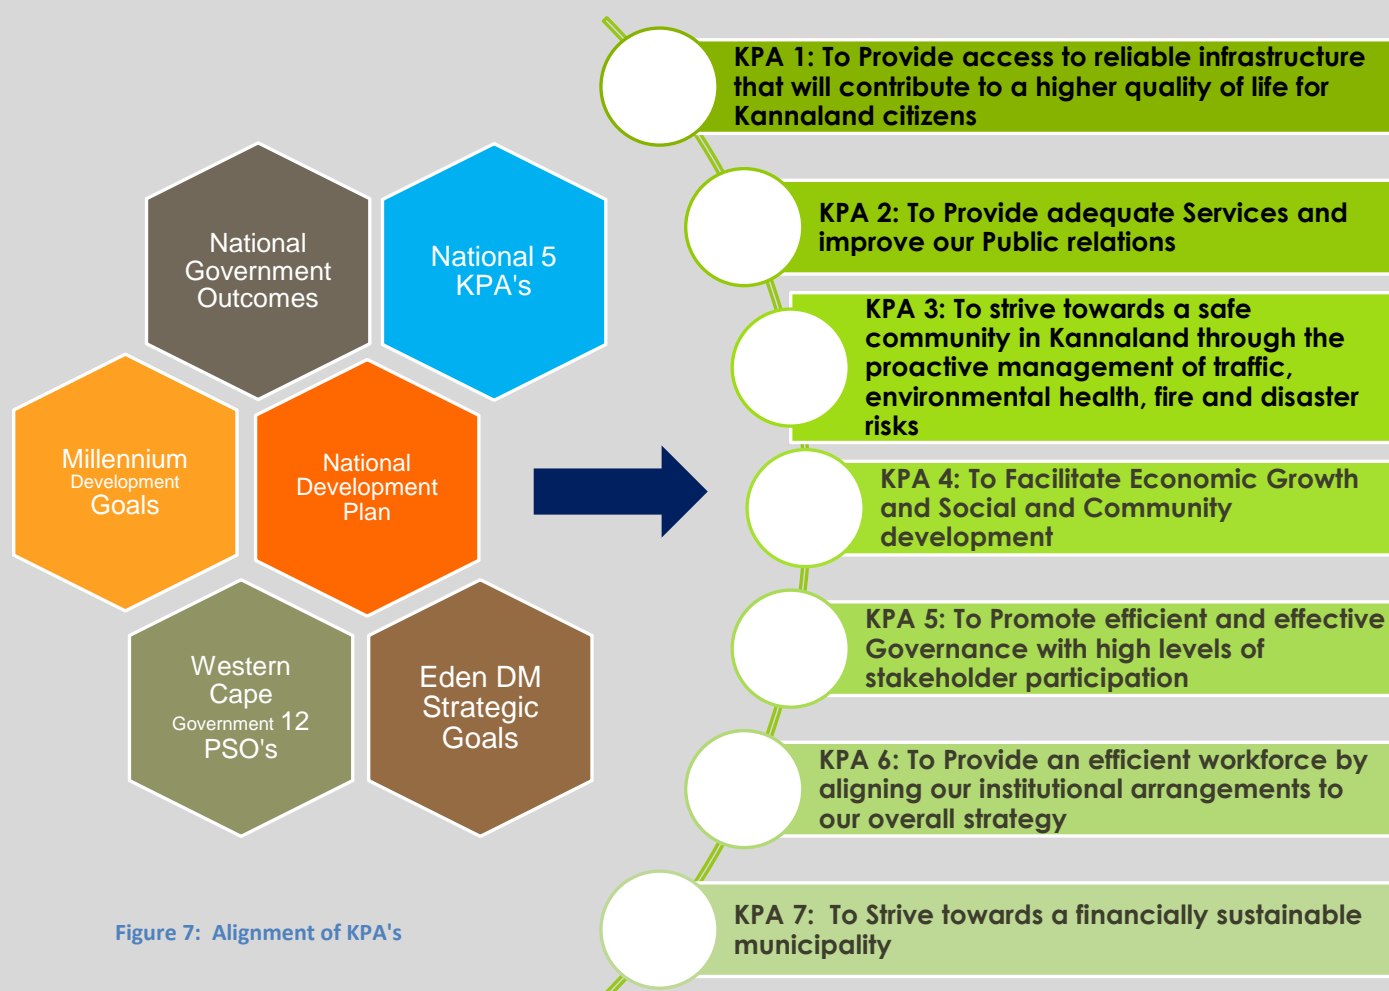 National
Government
Outcomes
National 5
KPA's
Millennium
Development
Goals
National
Development
Plan
Western
Cape
Government 12
PSO's
Eden DM
Strategic
Goals
KPA 1: To Provide access to reliable infrastructure
that will contribute to a higher quality of life for
Kannaland citizens
KPA 2: To Provide adequate Services and
improve our Public relations
KPA 3: To strive towards a safe
community in Kannaland through the
proactive management of traffic,
environmental health, fire and disaster
risks
KPA 4: To Facilitate Economic Growth
and Social and Community
development
KPA 5: To Promote efficient and effective
Governance with high levels of
stakeholder participation
KPA 6: To Provide an efficient workforce by
aligning our institutional arrangements to
our overall strategy
KPA 7:  To Strive towards a financially sustainable
municipality
Figure 7:  Alignment of KPA's